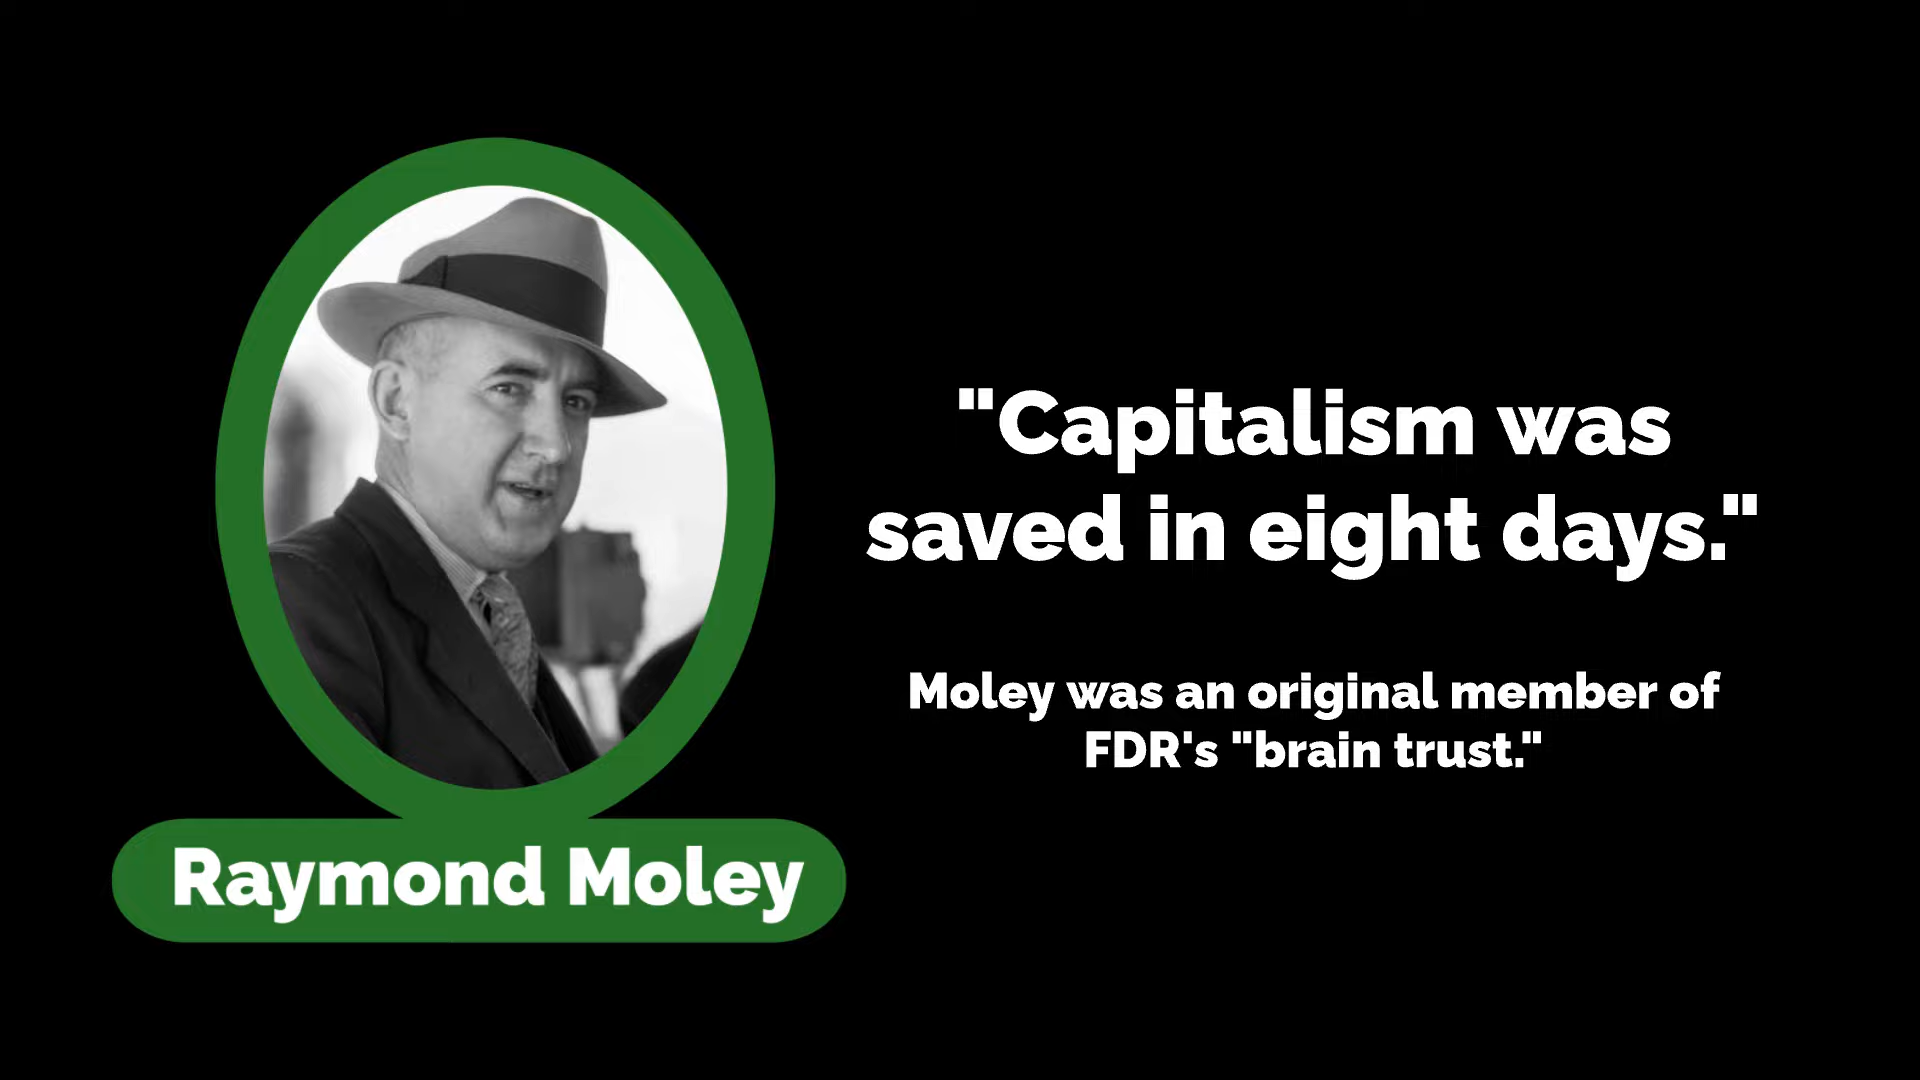 "Capitalism was
saved in eight days."
Moley was an original member of
FDR's "brain trust."
Raymond Moley